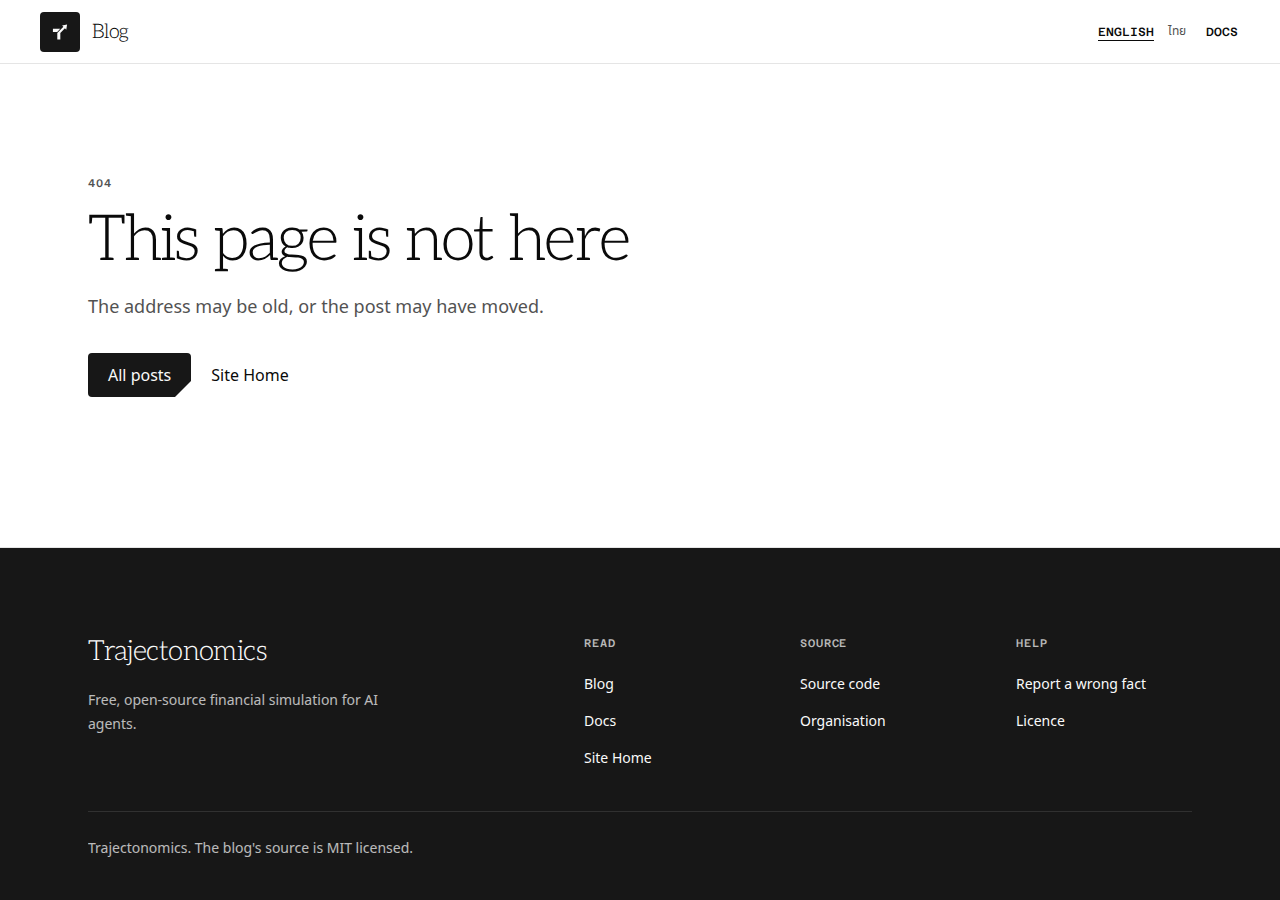 Blog
ENGLISH
ไทย
DOCS
404
This page is not here
The address may be old, or the post may have moved.
All posts
Site Home
Trajectonomics
Free, open-source financial simulation for AI
agents.
READ
Blog
Docs
Site Home
SOURCE
Source code
Organisation
HELP
Report a wrong fact
Licence
Trajectonomics. The blog's source is MIT licensed.